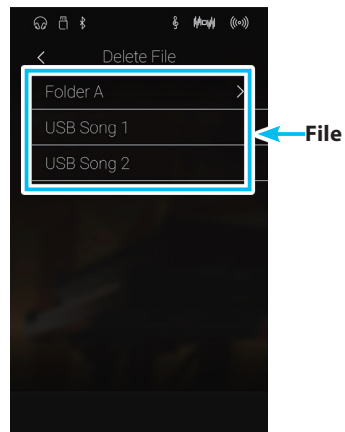 Delete File
Folder A
USB Song 1
File
USB Song 2